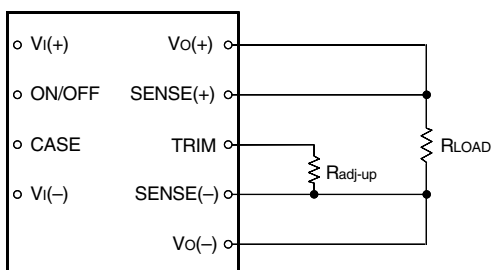 VI(+) VO(+)
ON/OFF SENSE(+)
CASE TRIM
VI(–) SENSE(–)
VO(–)
Radj-up
RLOAD